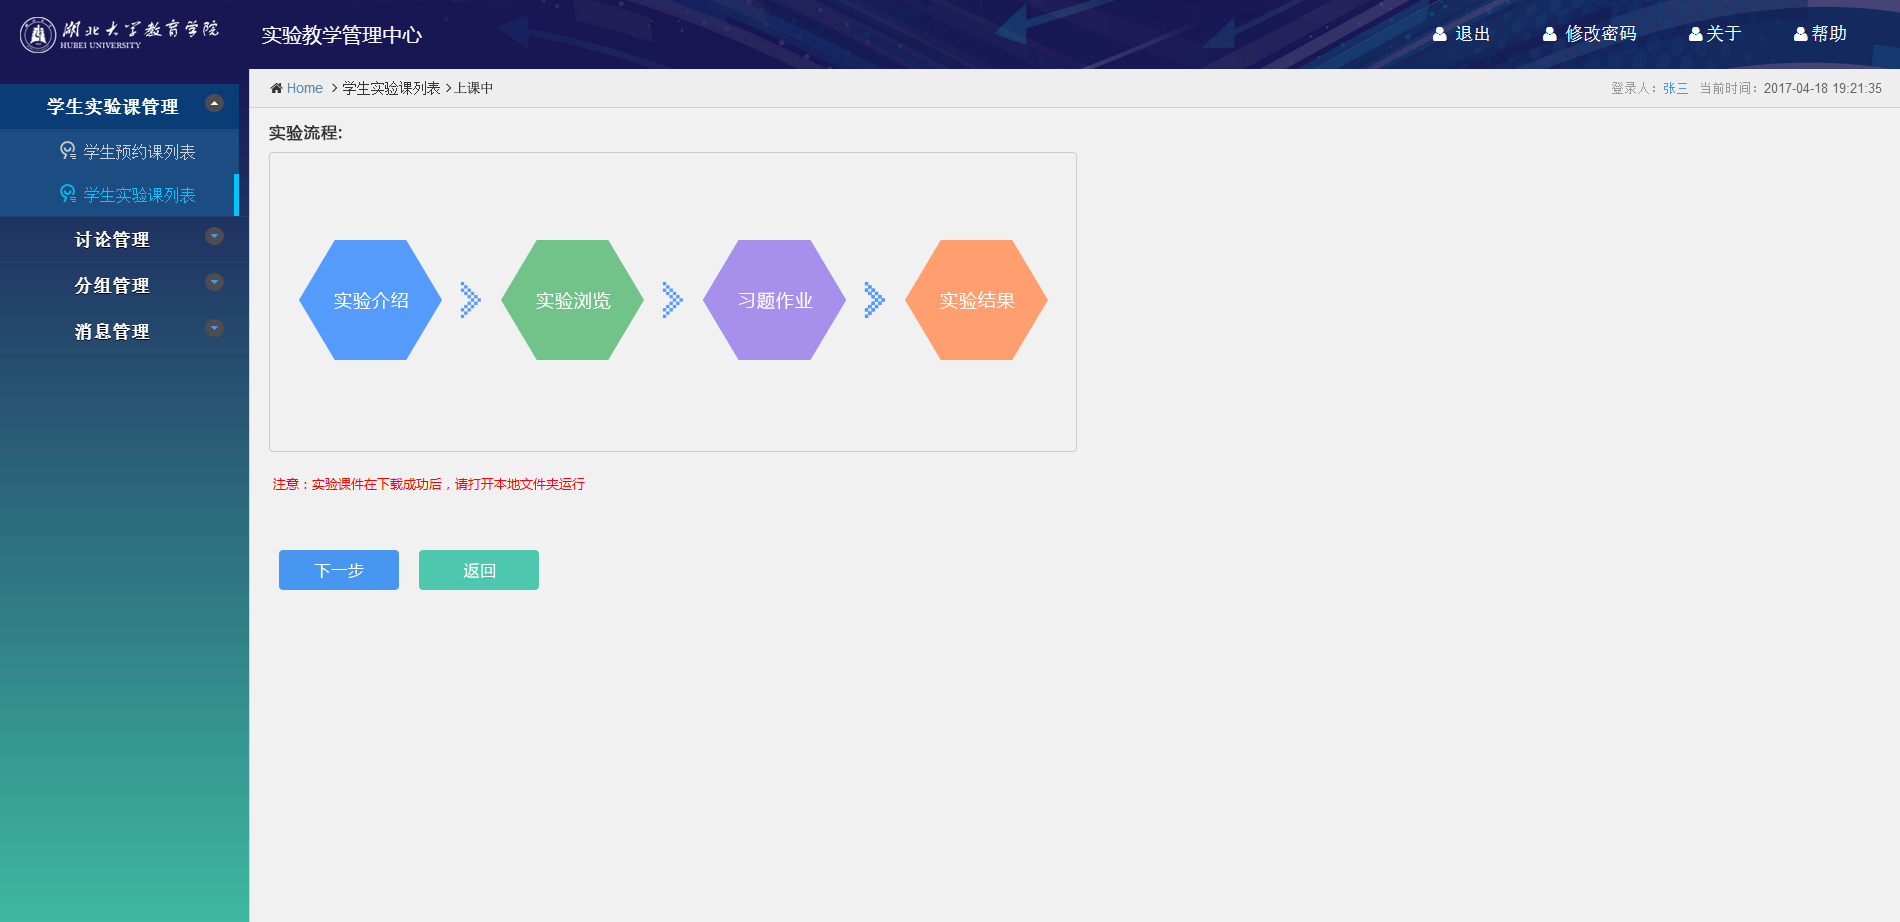 湖北大学教育学院
HUBEI UNIVERSITY
实验教学管理中心
退出 修改密码 关于 帮助
Home 学生实验课列表 上课中
登录人：张三 当前时间：2017-04-18 19:21:35
学生实验课管理
学生预约课列表
学生实验课列表
讨论管理
分组管理
消息管理
实验流程:
实验介绍 实验浏览 习题作业 实验结果
注意：实验课件在下载成功后，请打开本地文件夹运行
下一步 返回